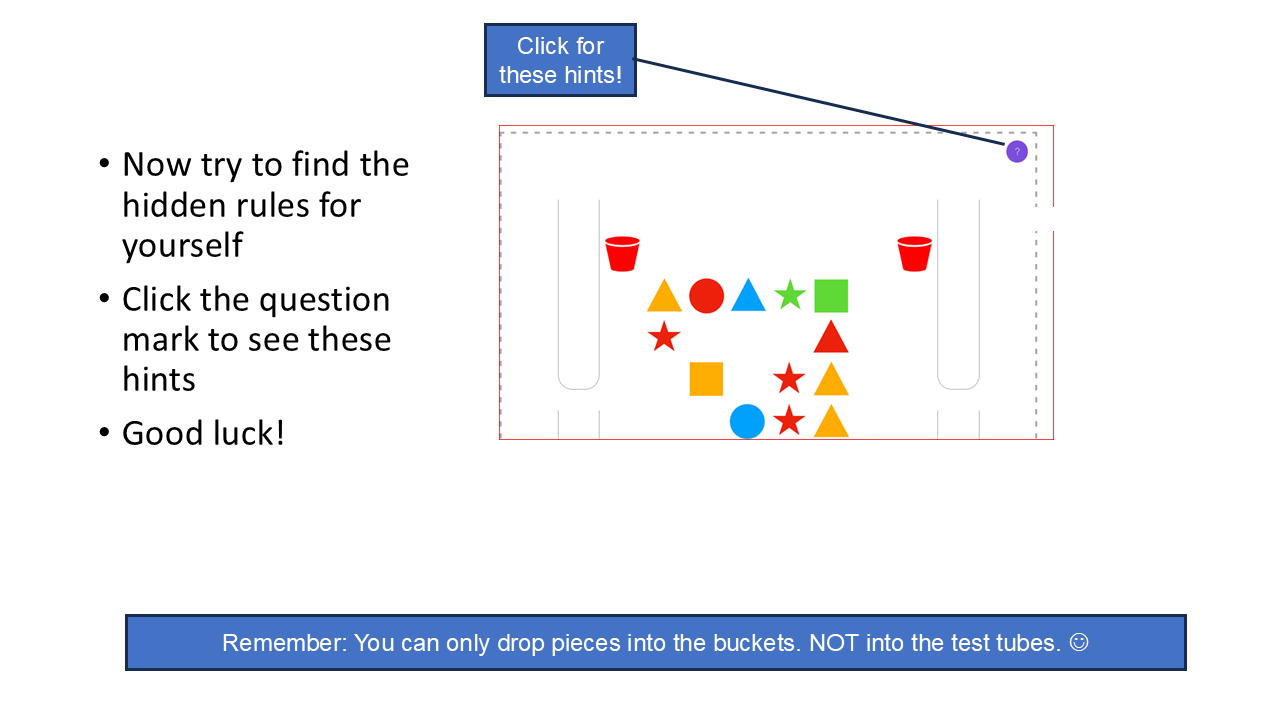 Click for
these hints!
?
• Now try to find the
hidden rules for
yourself
• Click the question
mark to see these
hints
• Good luck!
Remember: You can only drop pieces into the buckets. NOT into the test tubes. ☺